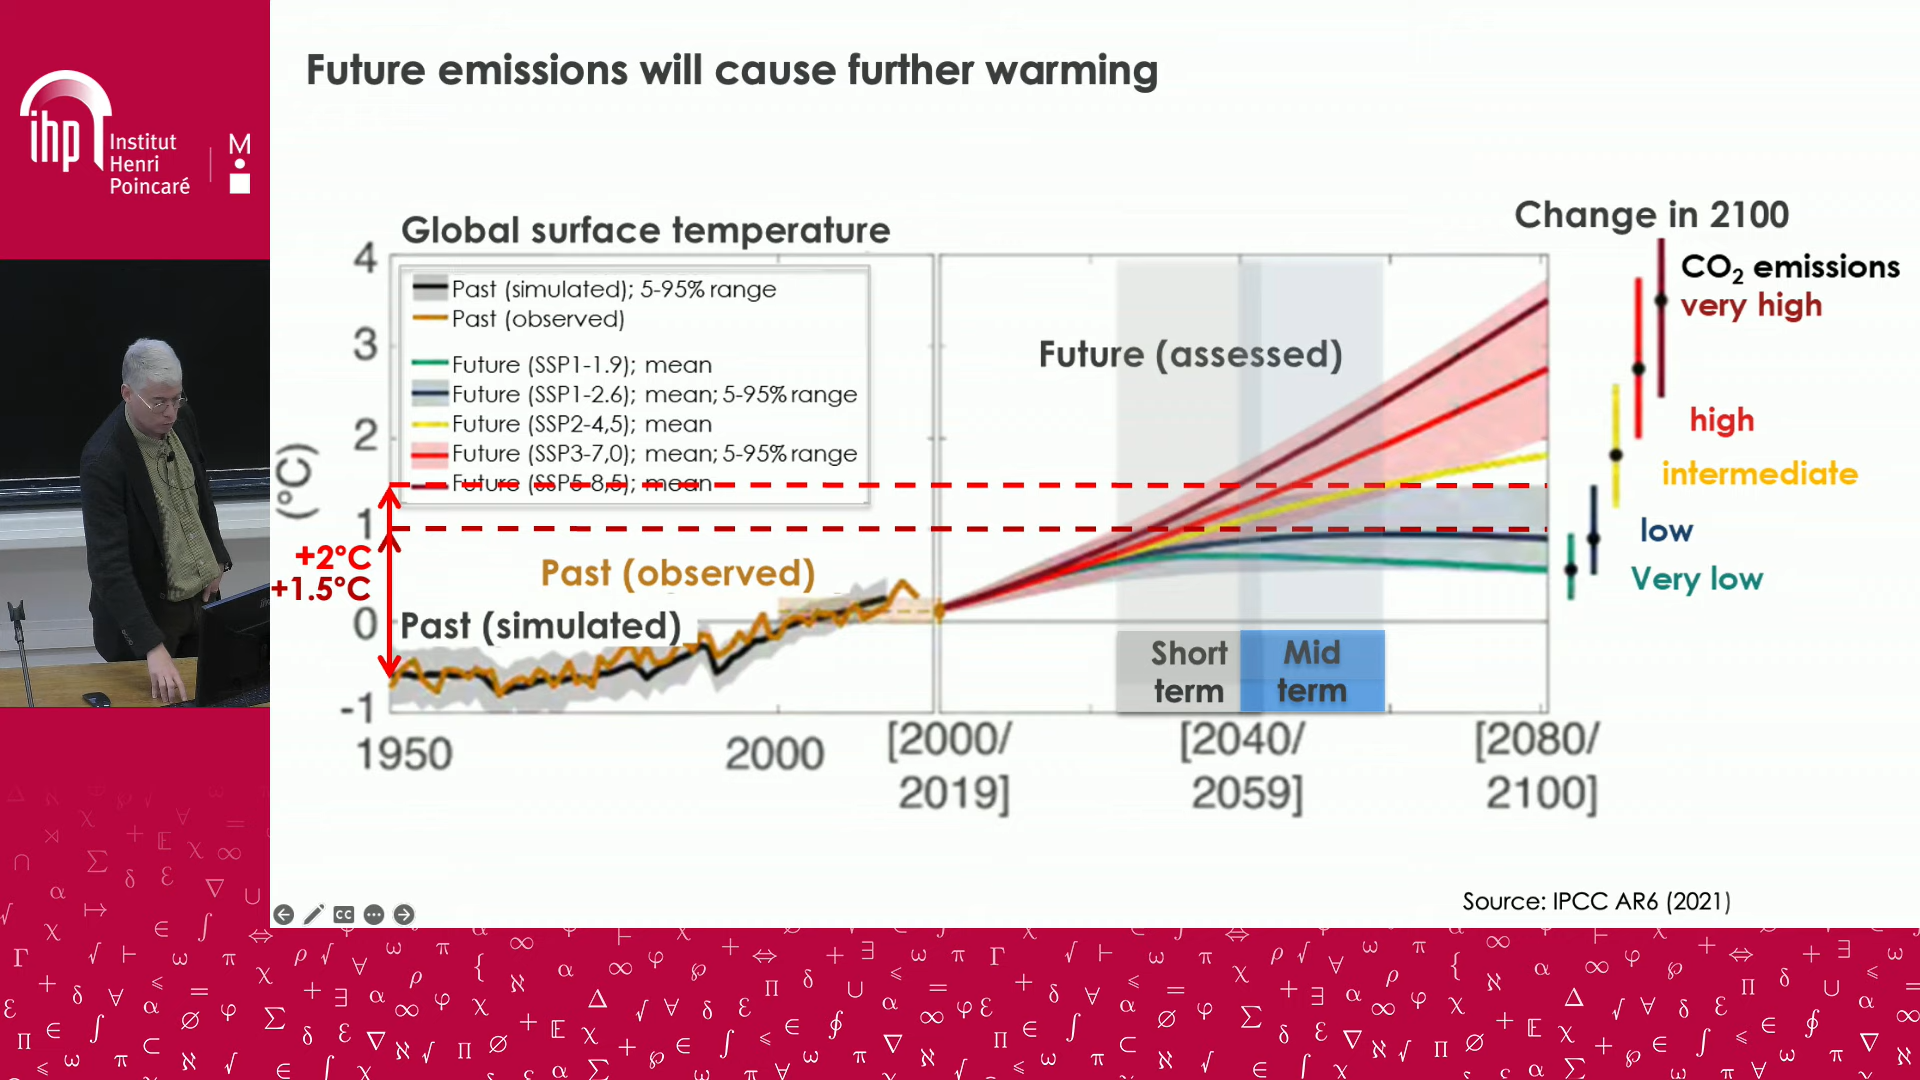 Future emissions will cause further warming
ihp
Institut
Henri
Poincaré
M
Change in 2100
Global surface temperature
CO₂ emissions
very high
high
intermediate
low
Very low
4
3
2
1
0
-1
(°C)
Past (simulated); 5-95% range
Past (observed)
Future (SSP1-1.9); mean
Future (SSP1-2.6); mean; 5-95% range
Future (SSP2-4,5); mean
Future (SSP3-7,0); mean; 5-95% range
Future (SSP5-8,5); mean
Future (assessed)
+2°C
+1.5°C
Past (observed)
Past (simulated)
Short
term
Mid
term
1950
2000
[2000/
2019]
[2040/
2059]
[2080/
2100]
Source: IPCC AR6 (2021)
cc